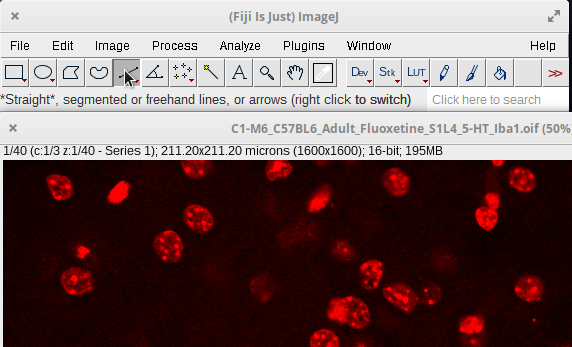 (Fiji Is Just) ImageJ
File Edit Image Process Analyze Plugins Window Help
A Dev Stk LUT >>
*Straight*, segmented or freehand lines, or arrows (right click to switch) Click here to search
C1-M6_C57BL6_Adult_Fluoxetine_S1L4_5-HT_Iba1.oif (50%
1/40 (c:1/3 z:1/40 - Series 1); 211.20x211.20 microns (1600x1600); 16-bit; 195MB